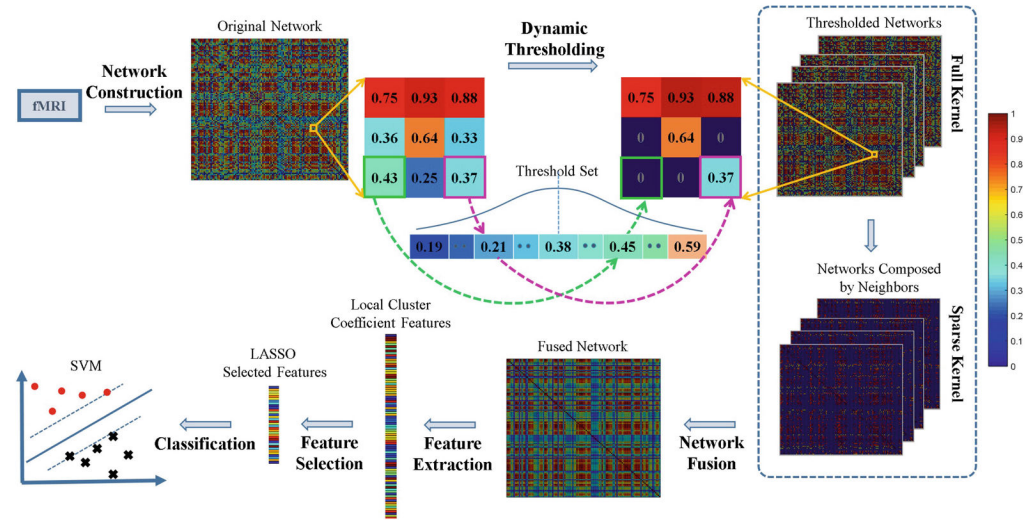 fMRI
Network
Construction
Original Network
0.75 0.93 0.88
0.36 0.64 0.33
0.43 0.25 0.37
Dynamic
Thresholding
Threshold Set
0.19 ·· 0.21 ·· 0.38 ·· 0.45 ·· 0.59
0.75 0.93 0.88
0 0.64 0
0 0 0.37
Thresholded Networks
Full Kernel
Networks Composed
by Neighbors
Sparse Kernel
1
0.9
0.8
0.7
0.6
0.5
0.4
0.3
0.2
0.1
0
Network
Fusion
Fused Network
Feature
Extraction
Local Cluster
Coefficient Features
Feature
Selection
LASSO
Selected Features
Classification
SVM